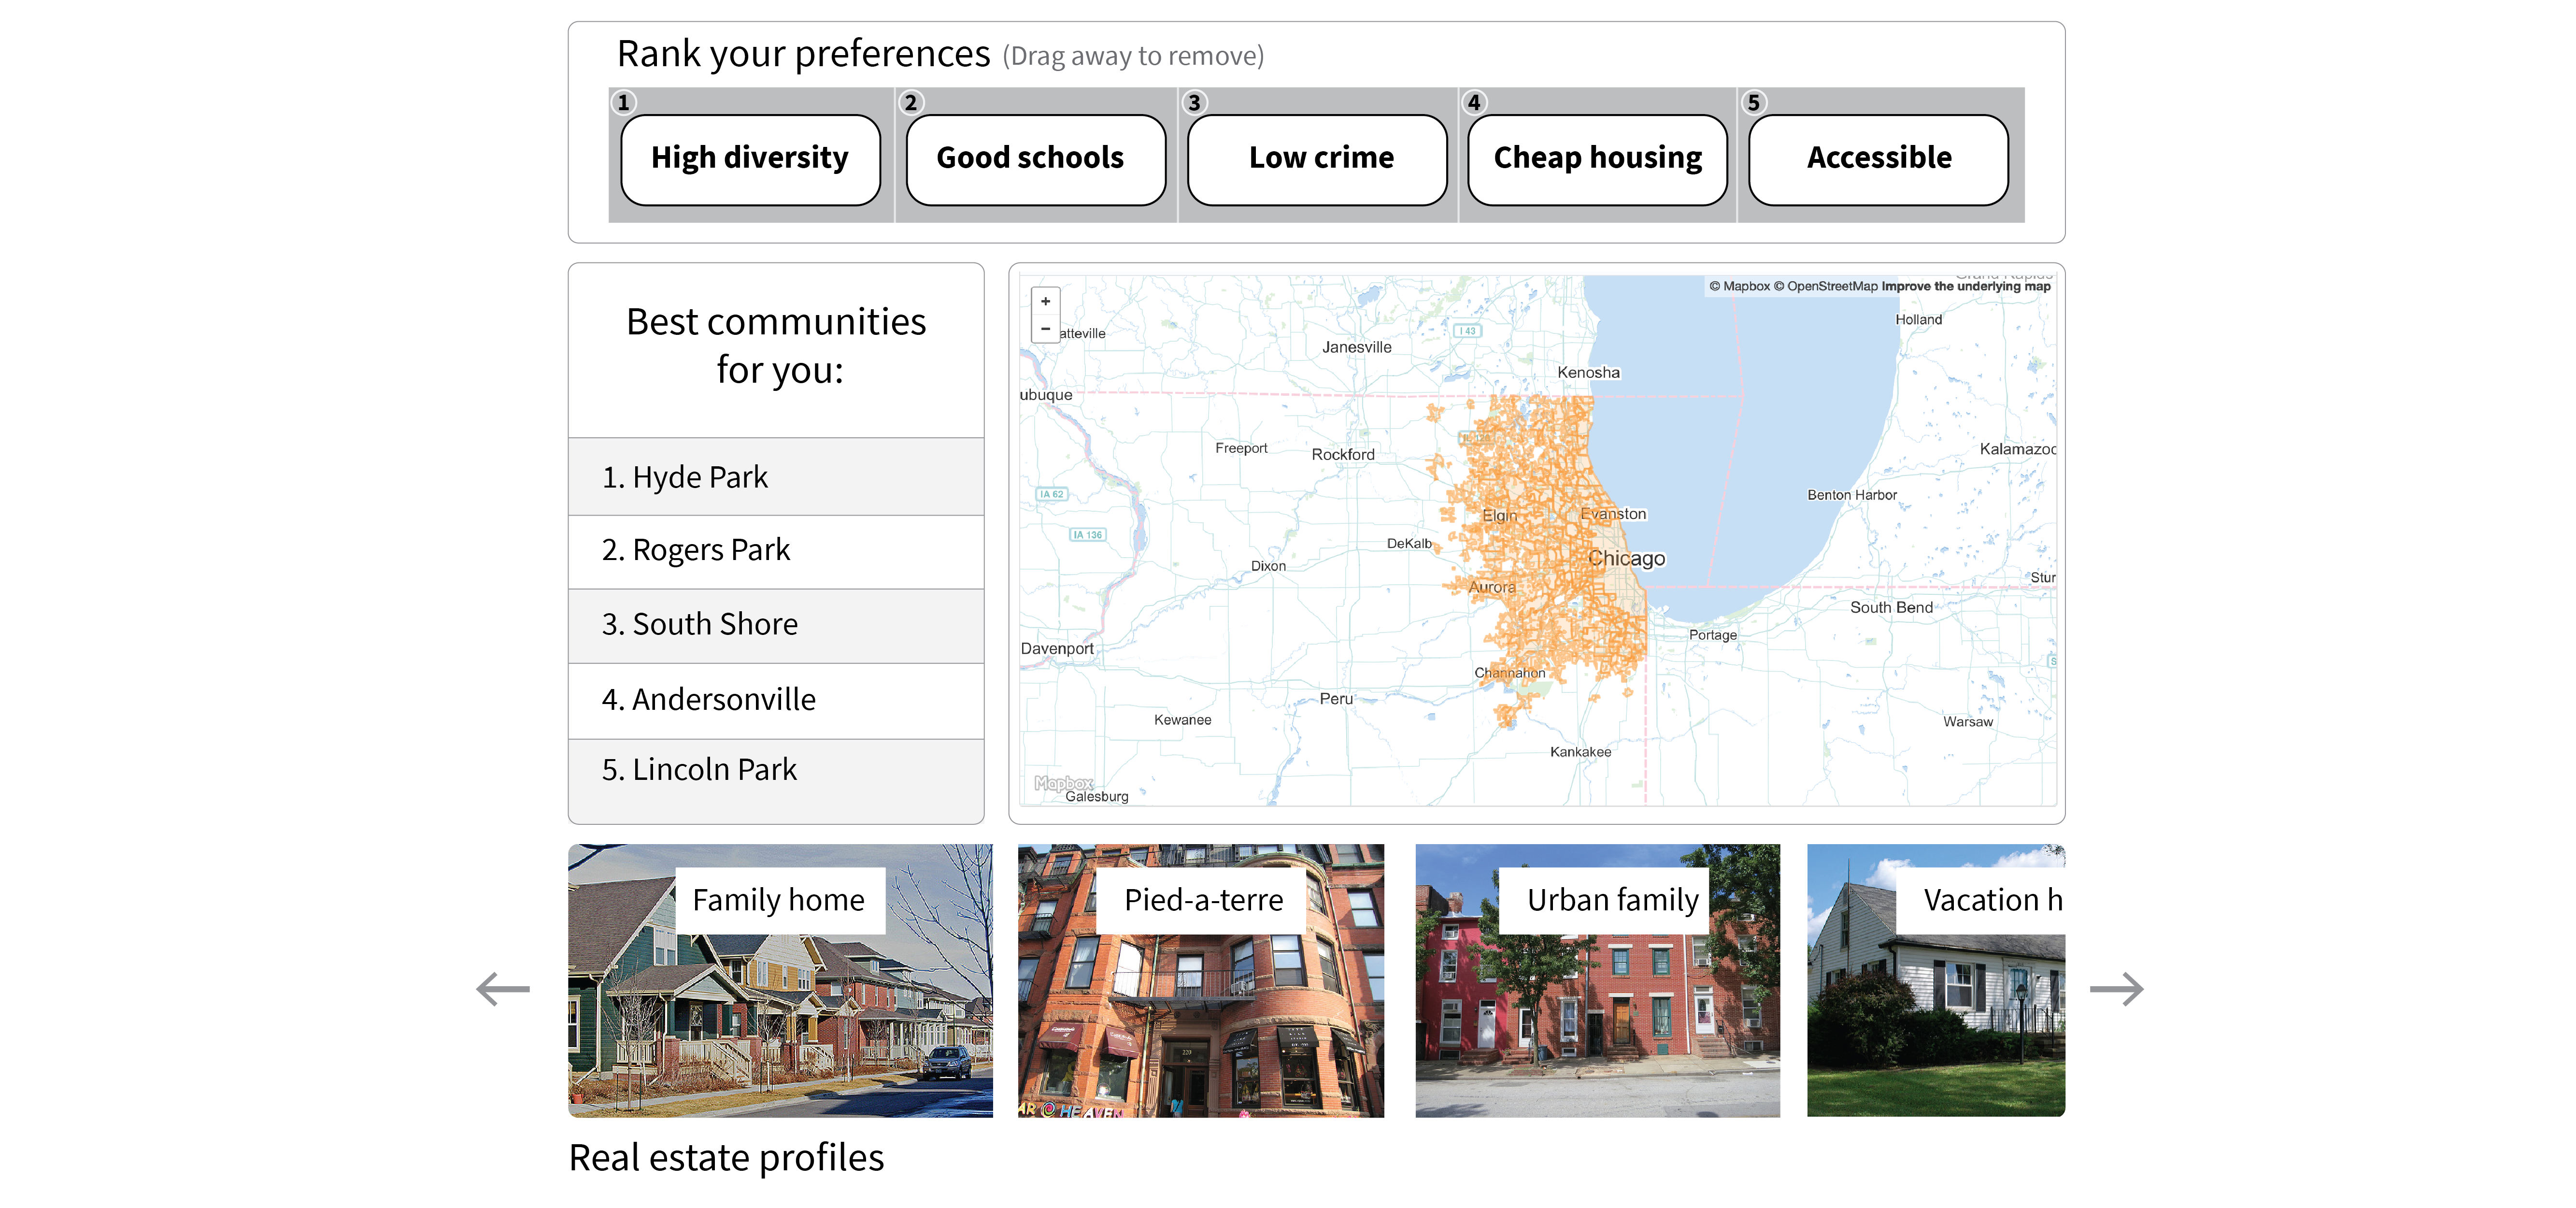 Rank your preferences (Drag away to remove)
1 2 3 4 5
High diversity Good schools Low crime Cheap housing Accessible
Best communities
for you:
1. Hyde Park
2. Rogers Park
3. South Shore
4. Andersonville
5. Lincoln Park
+
−
Grand Rapids
© Mapbox © OpenStreetMap Improve the underlying map
Holland
atteville
I 43
Janesville
Kenosha
ubuque
Freeport
Rockford
Kalamazoo
IA 62
Benton Harbor
Elgin
Evanston
IA 136
DeKalb
Chicago
Dixon
Stur
Aurora
South Bend
Portage
Davenport
Channahon
Peru
Kewanee
Warsaw
Kankakee
Mapbox
Galesburg
Family home
Pied-a-terre
Urban family
Vacation h
220
Real estate profiles